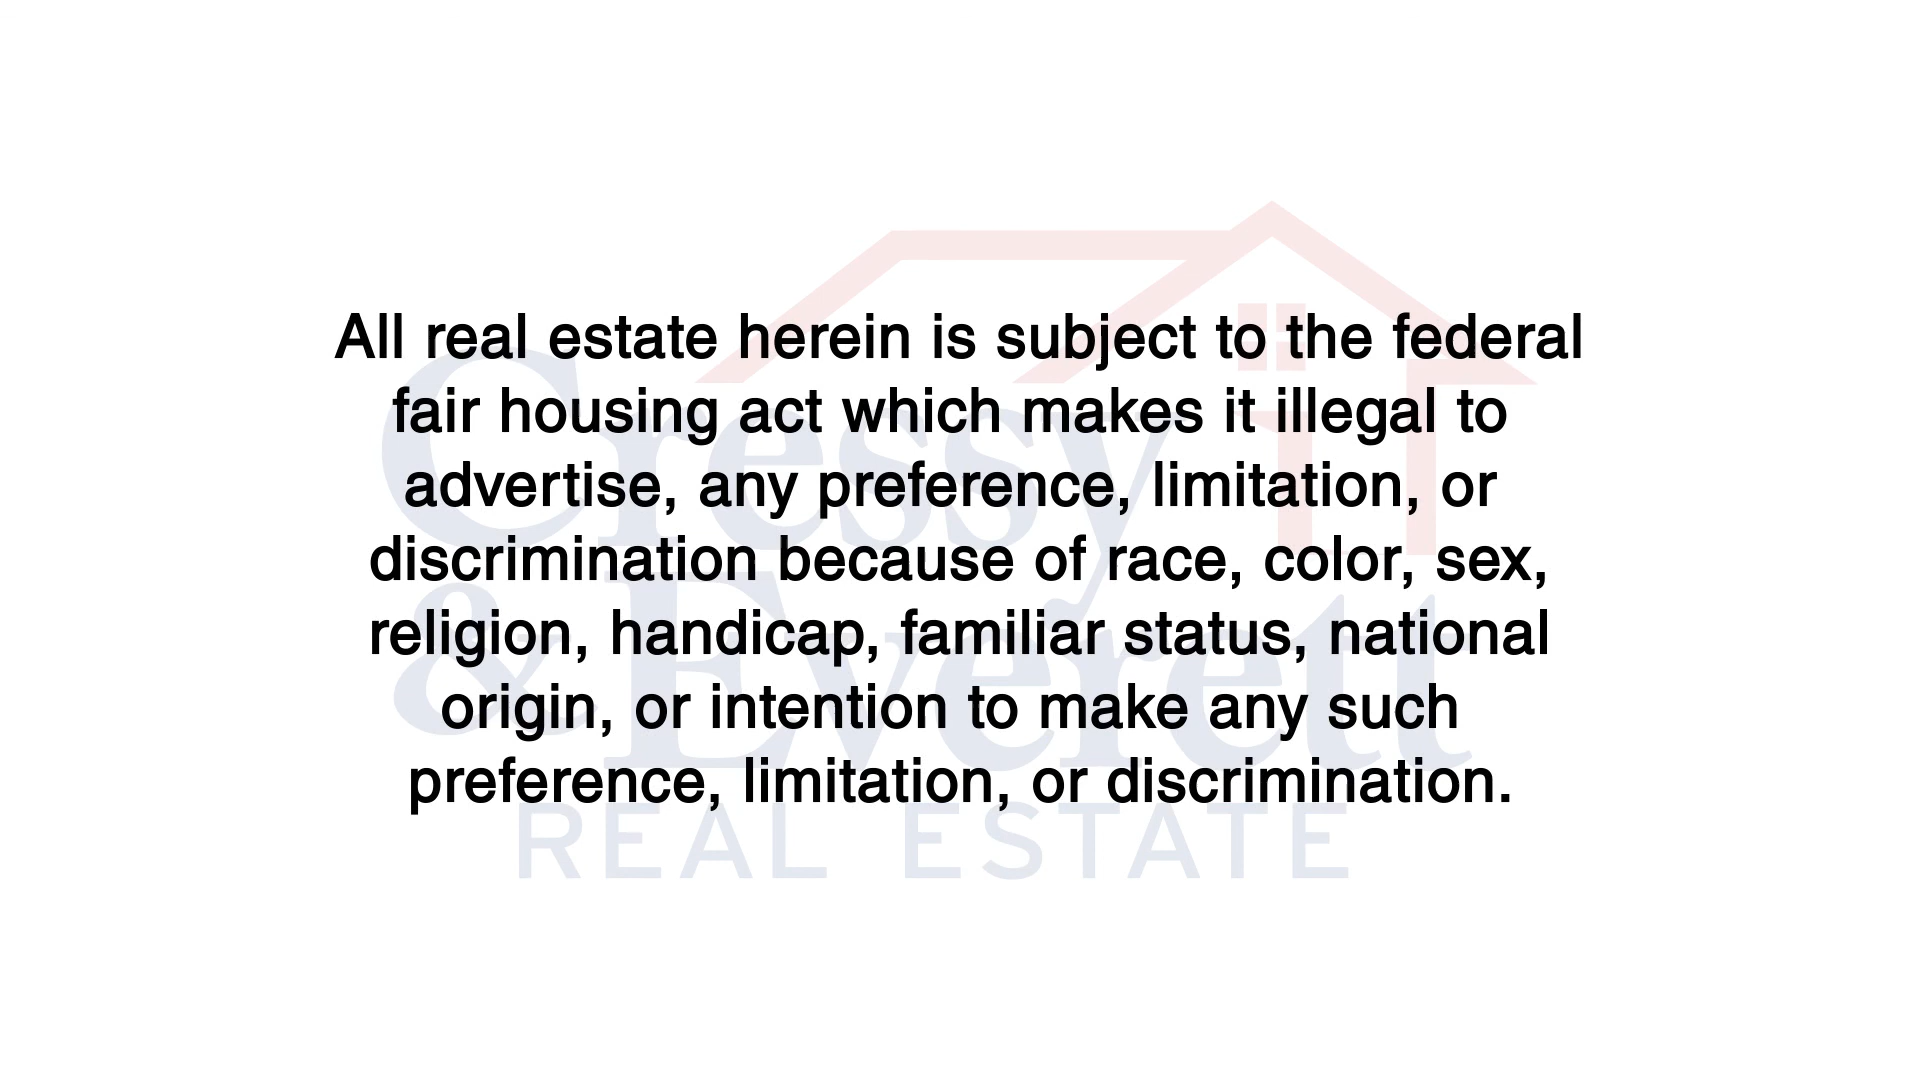 All real estate herein is subject to the federal
fair housing act which makes it illegal to
advertise, any preference, limitation, or
discrimination because of race, color, sex,
religion, handicap, familiar status, national
origin, or intention to make any such
preference, limitation, or discrimination.
Cressy
& Everett
REAL ESTATE